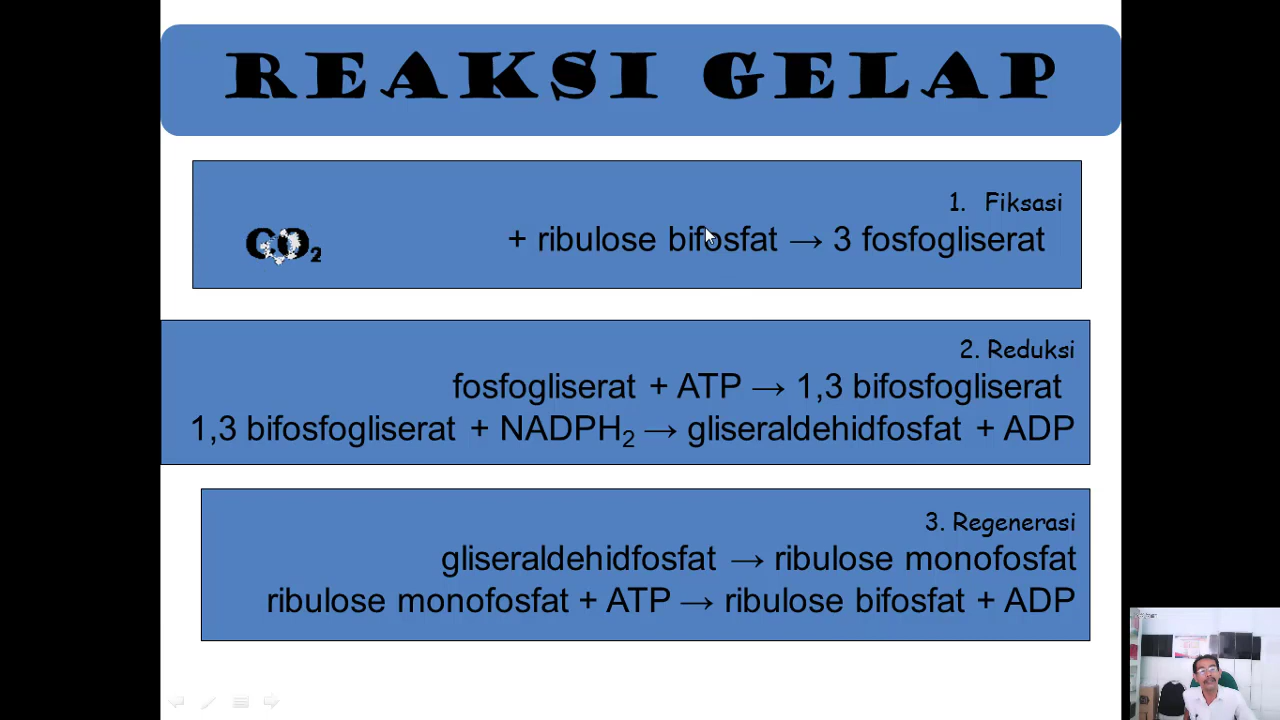 REAKSI GELAP
1. Fiksasi
CO₂ + ribulose bifosfat → 3 fosfogliserat
2. Reduksi
fosfogliserat + ATP → 1,3 bifosfogliserat
1,3 bifosfogliserat + NADPH₂ → gliseraldehidfosfat + ADP
3. Regenerasi
gliseraldehidfosfat → ribulose monofosfat
ribulose monofosfat + ATP → ribulose bifosfat + ADP